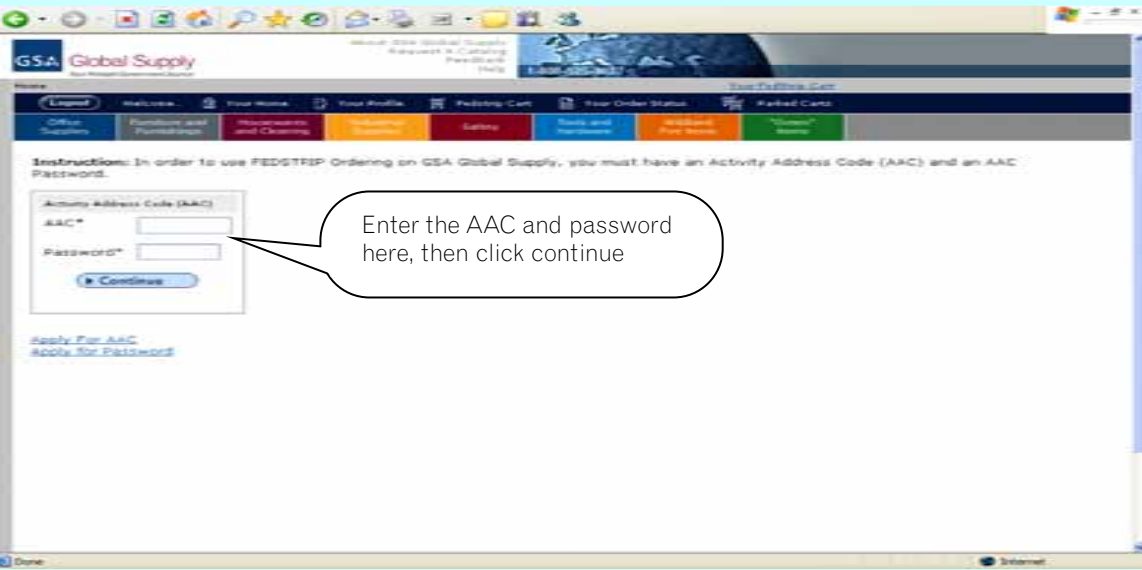 About GSA Global Supply
Request A Catalog
Feedback
Help
GSA Global Supply
Home
Your FedStrip Cart
Logout Welcome. Your Home Your Profile Fedstrip Cart Your Order Status Parked Carts
Office Supplies Furniture and Furnishings Housewares and Cleaning Industrial Supplies Safety Tools and Hardware Wildland Fire Items "Green" Items
Instruction: In order to use FEDSTRIP Ordering on GSA Global Supply, you must have an Activity Address Code (AAC) and an AAC
Password.
Activity Address Code (AAC)
AAC*
Password*
Continue
Enter the AAC and password
here, then click continue
Apply For AAC
Apply for Password
Done
Internet